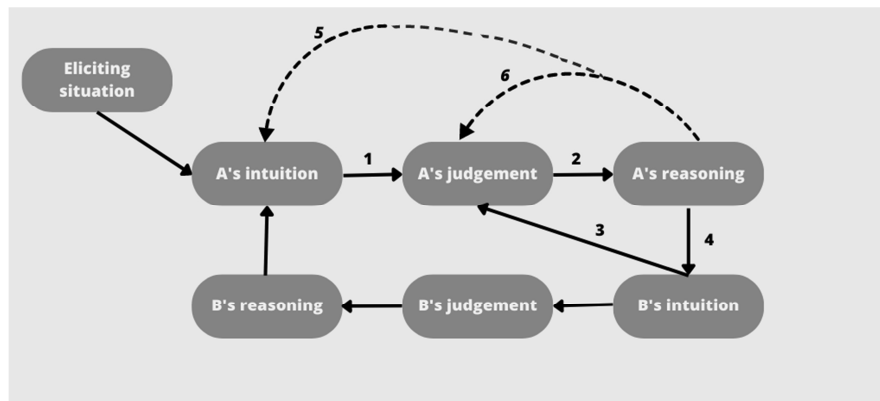 5
Eliciting
situation
6
A's intuition
1
A's judgement
2
A's reasoning
3
4
B's reasoning
B's judgement
B's intuition